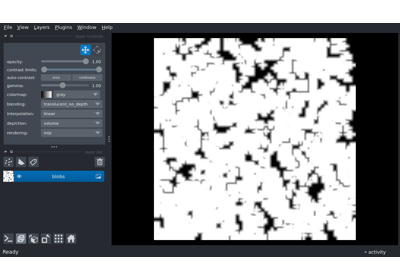 File View Layers Plugins Window Help
opacity: 1.00
contrast limits:
auto-contrast: once continuous
gamma: 1.00
colormap: gray
blending: translucent_no_depth
interpolation: linear
depiction: volume
rendering: mip
blobs
Ready activity